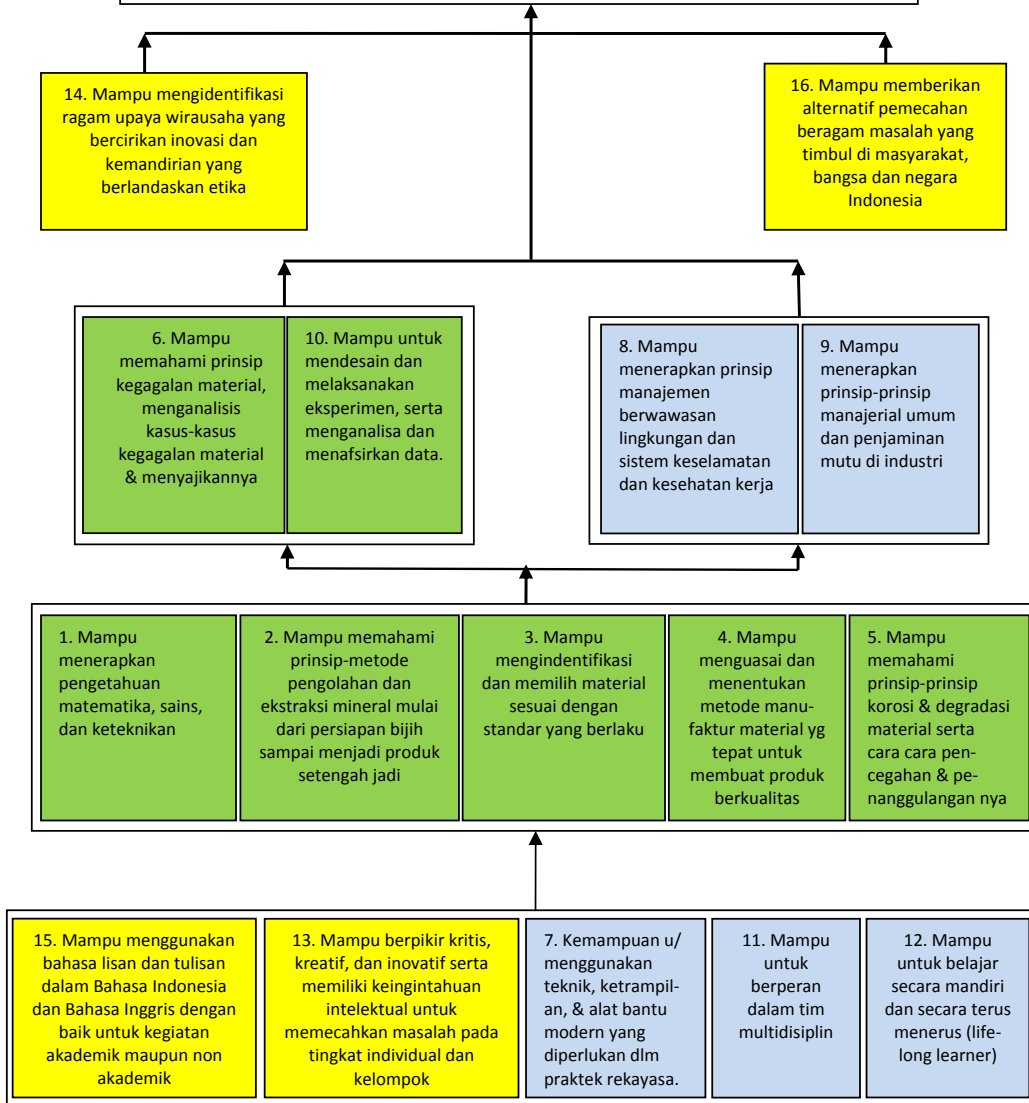 14. Mampu mengidentifikasi
ragam upaya wirausaha yang
bercirikan inovasi dan
kemandirian yang
berlandaskan etika
16. Mampu memberikan
alternatif pemecahan
beragam masalah yang
timbul di masyarakat,
bangsa dan negara
Indonesia
6. Mampu
memahami prinsip
kegagalan material,
menganalisis
kasus-kasus
kegagalan material
& menyajikannya
10. Mampu untuk
mendesain dan
melaksanakan
eksperimen, serta
menganalisa dan
menafsirkan data.
8. Mampu
menerapkan prinsip
manajemen
berwawasan
lingkungan dan
sistem keselamatan
dan kesehatan kerja
9. Mampu
menerapkan
prinsip-prinsip
manajerial umum
dan penjaminan
mutu di industri
1. Mampu
menerapkan
pengetahuan
matematika, sains,
dan keteknikan
2. Mampu memahami
prinsip-metode
pengolahan dan
ekstraksi mineral mulai
dari persiapan bijih
sampai menjadi produk
setengah jadi
3. Mampu
mengindentifikasi
dan memilih material
sesuai dengan
standar yang berlaku
4. Mampu
menguasai dan
menentukan
metode manu-
faktur material yg
tepat untuk
membuat produk
berkualitas
5. Mampu
memahami
prinsip-prinsip
korosi & degradasi
material serta
cara cara pen-
cegahan & pe-
nanggulangan nya
15. Mampu menggunakan
bahasa lisan dan tulisan
dalam Bahasa Indonesia
dan Bahasa Inggris dengan
baik untuk kegiatan
akademik maupun non
akademik
13. Mampu berpikir kritis,
kreatif, dan inovatif serta
memiliki keingintahuan
intelektual untuk
memecahkan masalah pada
tingkat individual dan
kelompok
7. Kemampuan u/
menggunakan
teknik, ketrampil-
an, & alat bantu
modern yang
diperlukan dlm
praktek rekayasa.
11. Mampu
untuk
berperan
dalam tim
multidisiplin
12. Mampu
untuk belajar
secara mandiri
dan secara terus
menerus (life-
long learner)